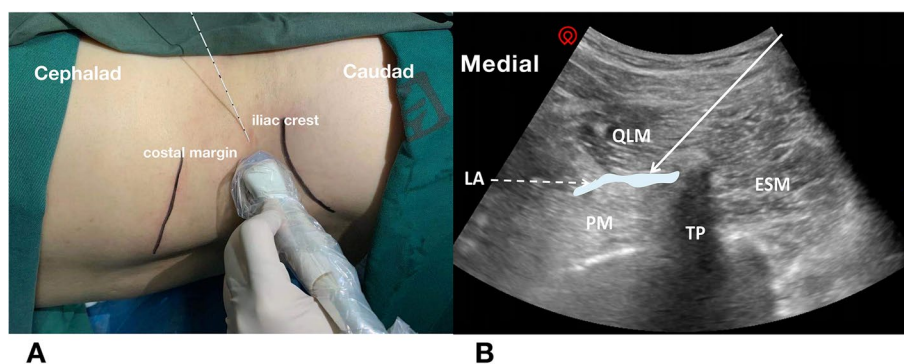 Cephalad
Caudad
iliac crest
costal margin
A
Medial
QLM
LA
ESM
PM
TP
B